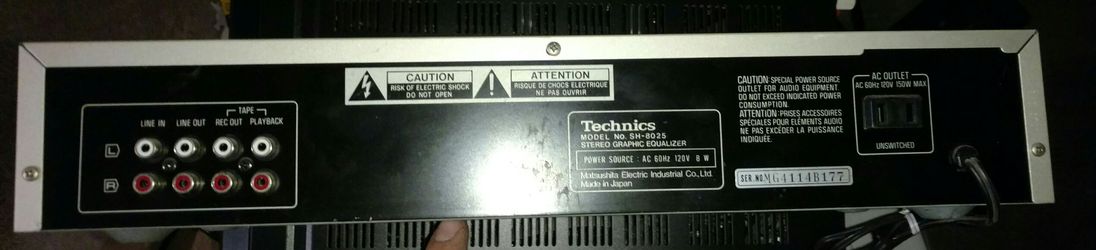 TAPE
LINE IN LINE OUT REC OUT PLAYBACK
L
R
CAUTION
RISK OF ELECTRIC SHOCK
DO NOT OPEN
ATTENTION
RISQUE DE CHOCS ELECTRIQUE
NE PAS OUVRIR
Technics
MODEL NO. SH-8025
STEREO GRAPHIC EQUALIZER
POWER SOURCE : AC 60Hz 120V 8 W
Matsushita Electric Industrial Co., Ltd.
Made in Japan
CAUTION: SPECIAL POWER SOURCE
OUTLET FOR AUDIO EQUIPMENT.
DO NOT EXCEED INDICATED POWER
CONSUMPTION.
ATTENTION: PRISES ACCESSOIRES
SPÉCIALES POUR ELÉMENTS AUDIO
NE PAS EXCÉDER LA PUISSANCE
INDIQUÉE.
SER. NO. MG4114B177
AC OUTLET
AC 60Hz 120V 150W MAX
UNSWITCHED